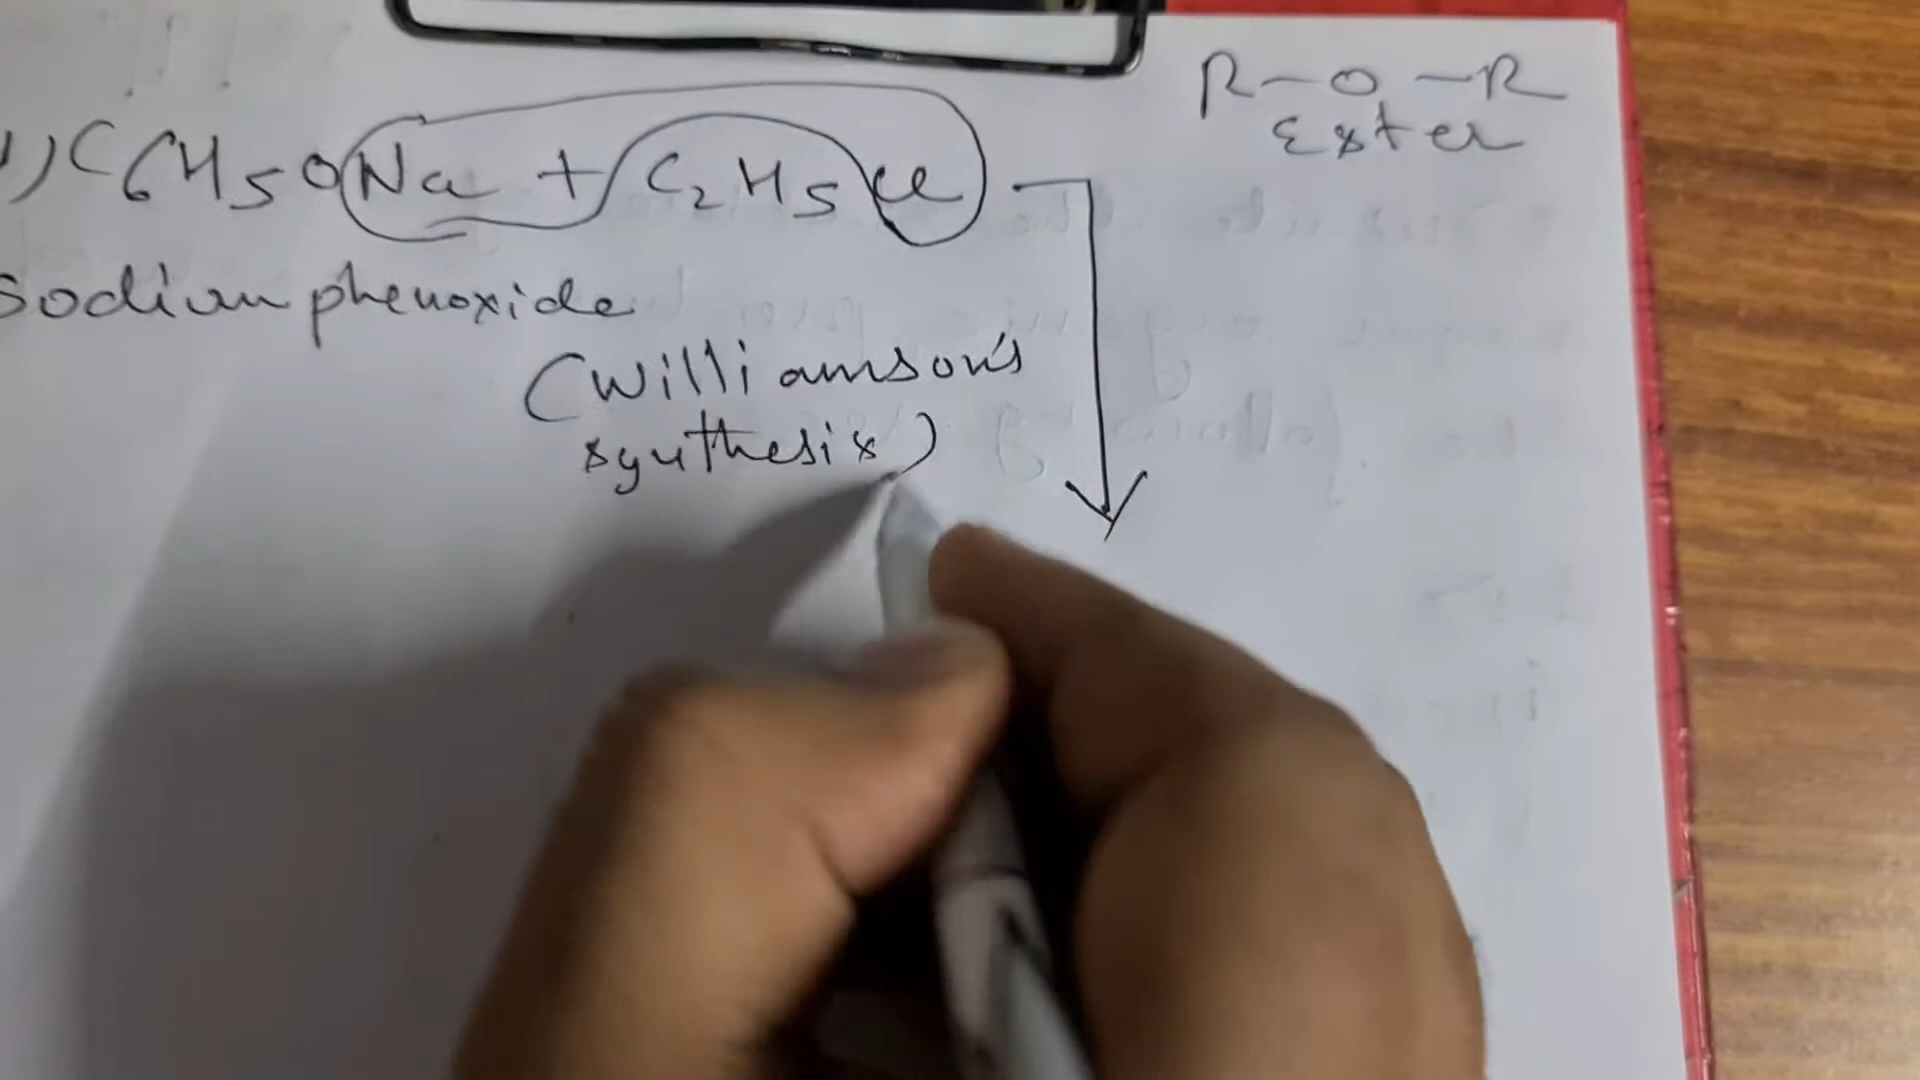 R-O-R
Ester
1) C6H5ONa + C2H5Cl
Sodium phenoxide
(Williamson's
synthesis)